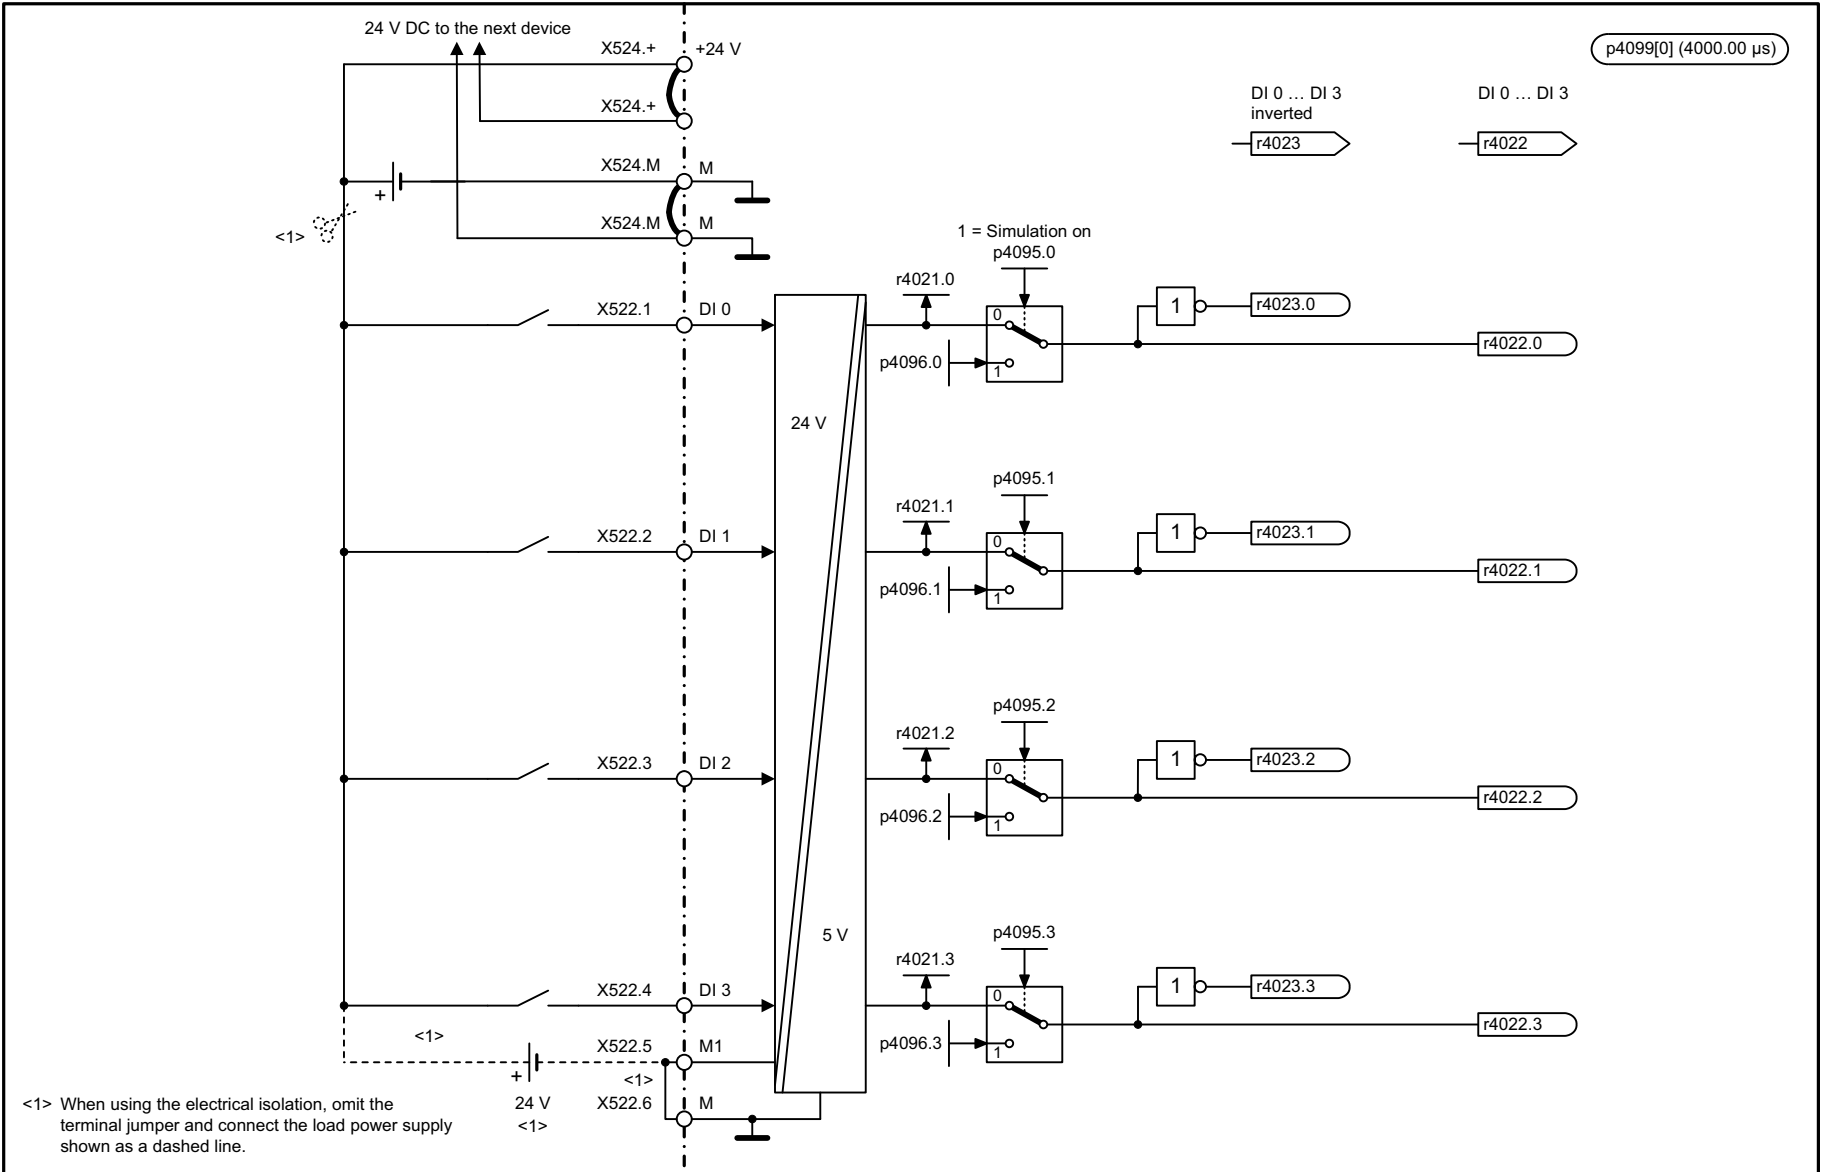 24 V DC to the next device
X524.+
+24 V
p4099[0] (4000.00 µs)
X524.+
DI 0 … DI 3
inverted
DI 0 … DI 3
r4023
r4022
X524.M
M
+
X524.M
M
<1>
1 = Simulation on
p4095.0
r4021.0
X522.1
DI 0
0
1
r4023.0
r4022.0
p4096.0
1
24 V
p4095.1
r4021.1
X522.2
DI 1
0
1
r4023.1
r4022.1
p4096.1
1
p4095.2
r4021.2
X522.3
DI 2
0
1
r4023.2
r4022.2
p4096.2
1
5 V
p4095.3
r4021.3
X522.4
DI 3
0
1
r4023.3
r4022.3
p4096.3
1
<1>
X522.5
M1
+
<1>
24 V
<1>
X522.6
M
<1> When using the electrical isolation, omit the
terminal jumper and connect the load power supply
shown as a dashed line.